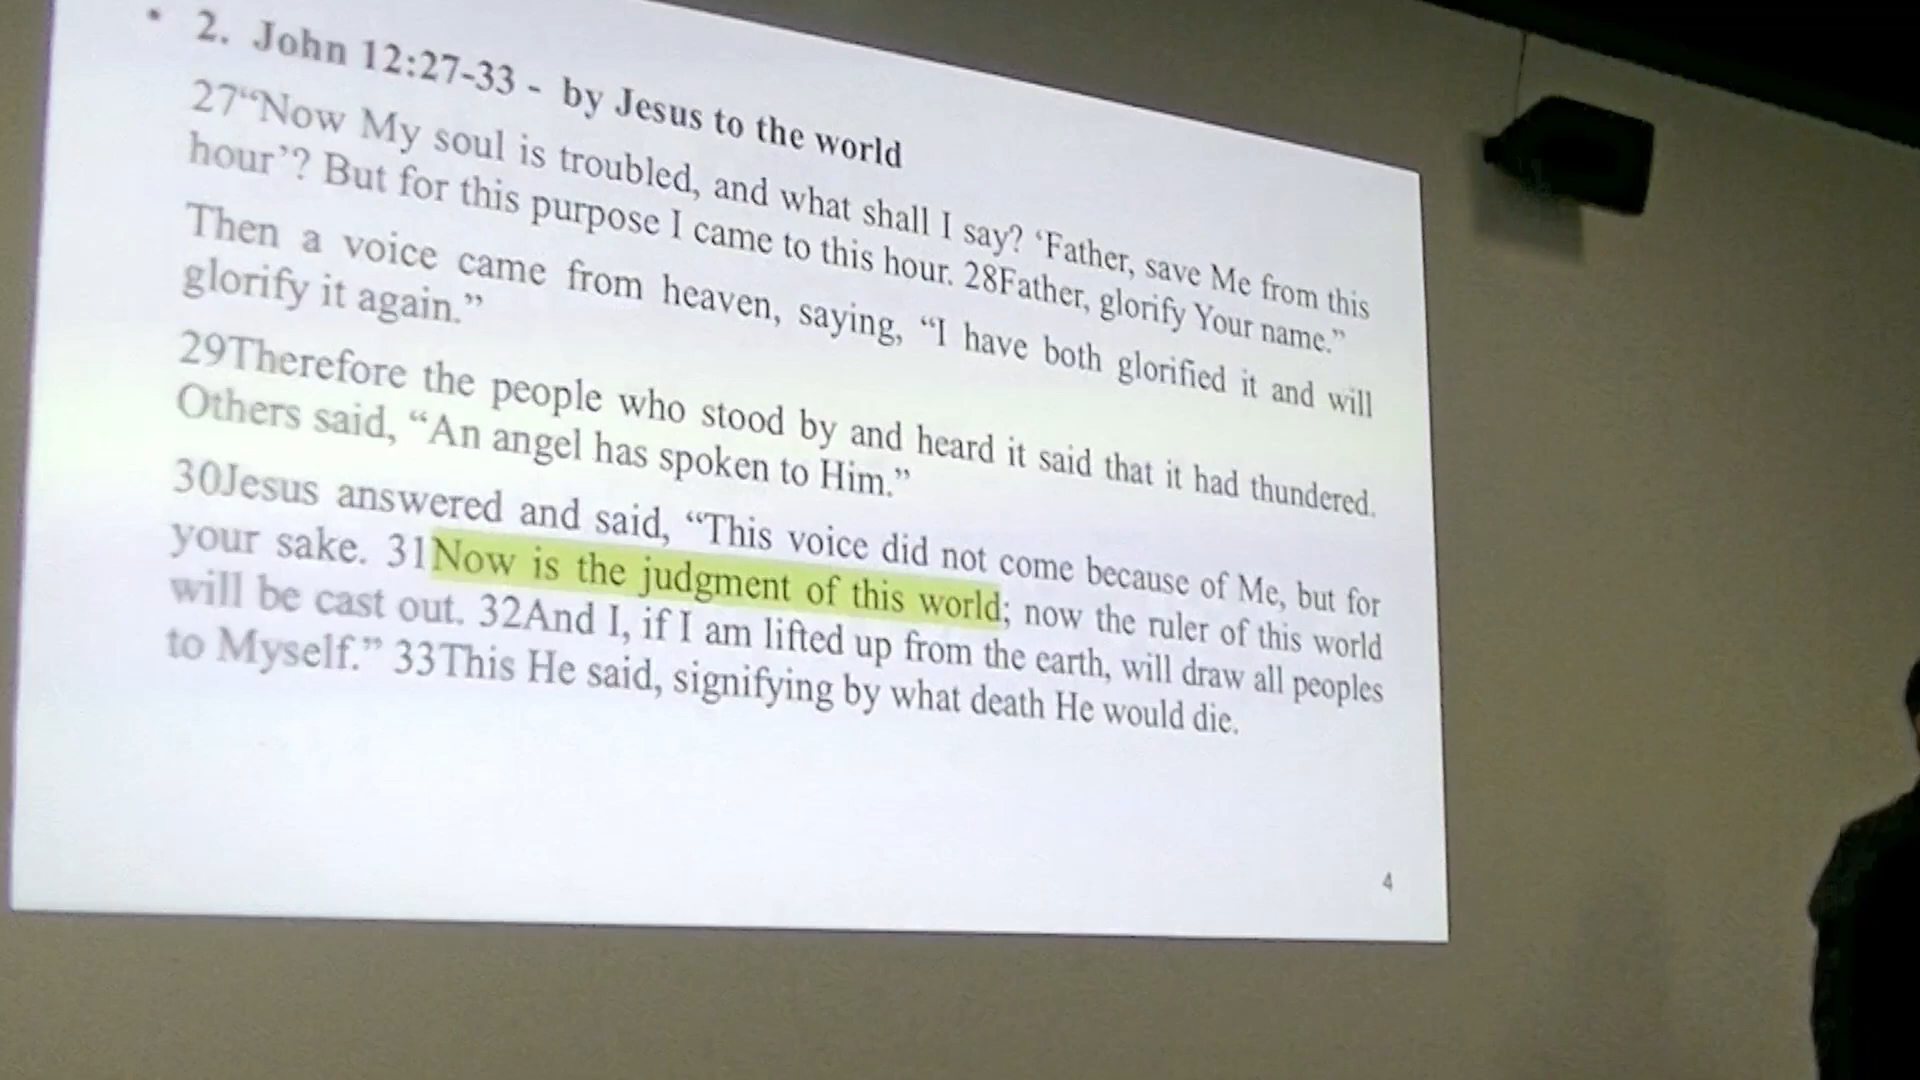 • 2. John 12:27-33 - by Jesus to the world
27“Now My soul is troubled, and what shall I say? ‘Father, save Me from this
hour’? But for this purpose I came to this hour. 28Father, glorify Your name.”
Then a voice came from heaven, saying, “I have both glorified it and will
glorify it again.”
29Therefore the people who stood by and heard it said that it had thundered.
Others said, “An angel has spoken to Him.”
30Jesus answered and said, “This voice did not come because of Me, but for
your sake. 31Now is the judgment of this world; now the ruler of this world
will be cast out. 32And I, if I am lifted up from the earth, will draw all peoples
to Myself.” 33This He said, signifying by what death He would die.
4